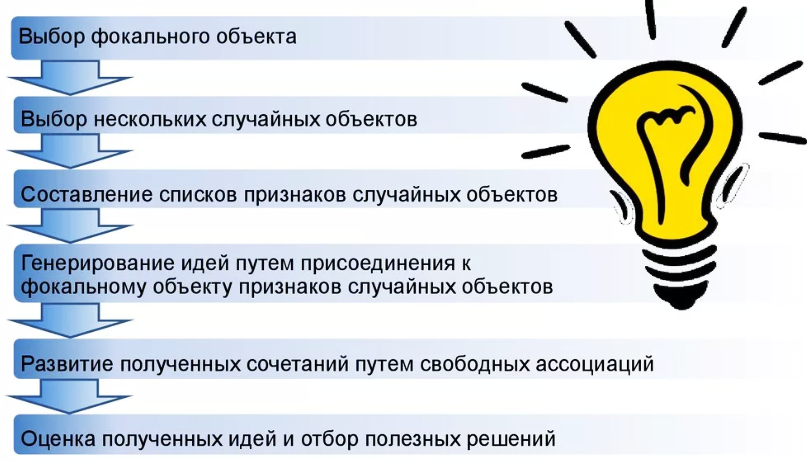 Выбор фокального объекта
Выбор нескольких случайных объектов
Составление списков признаков случайных объектов
Генерирование идей путем присоединения к
фокальному объекту признаков случайных объектов
Развитие полученных сочетаний путем свободных ассоциаций
Оценка полученных идей и отбор полезных решений